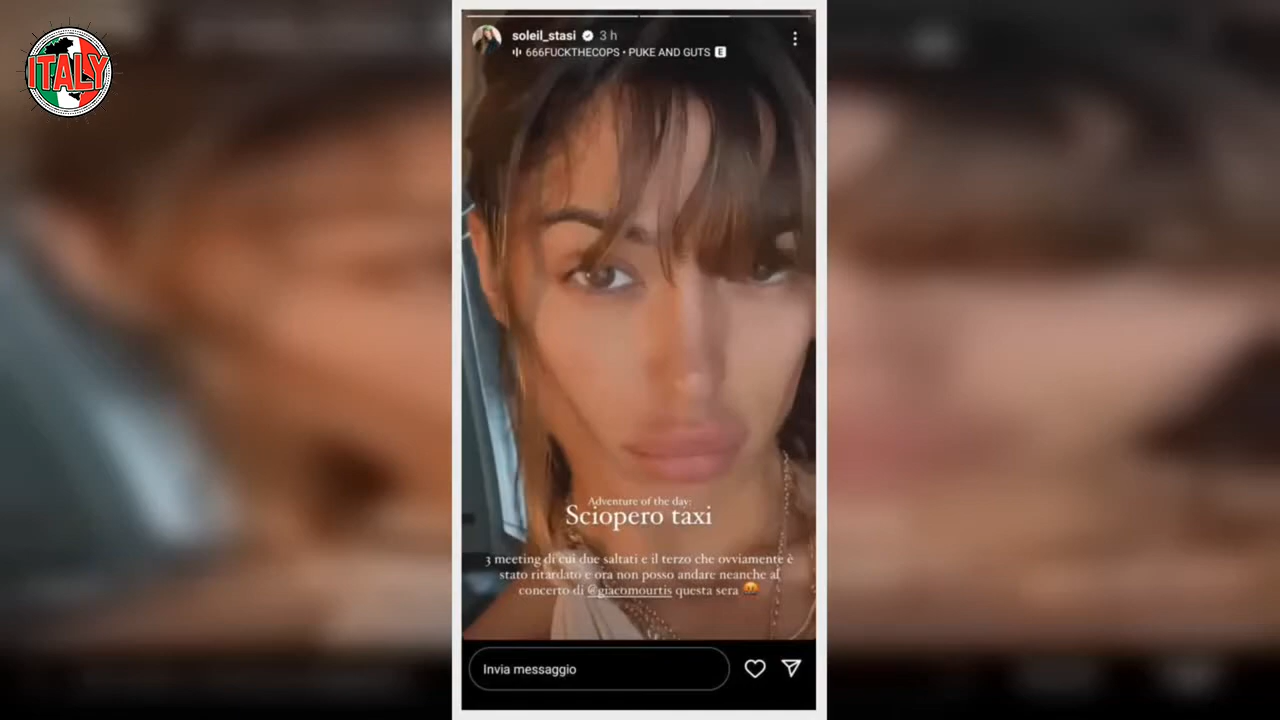 ITALY
soleil_stasi 3 h
666FUCKTHECOPS • PUKE AND GUTS E
Adventure of the day:
Sciopero taxi
3 meeting di cui due saltati e il terzo che ovviamente è
stato ritardato e ora non posso andare neanche al
concerto di @giacomourtis questa sera 🤬
Invia messaggio